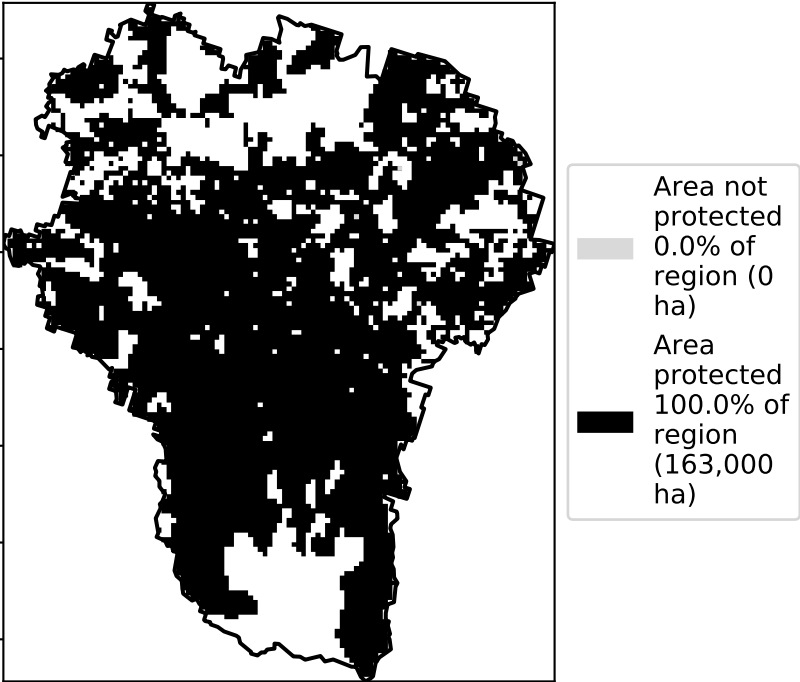 Area not
protected
0.0% of
region (0
ha)
Area
protected
100.0% of
region
(163,000
ha)